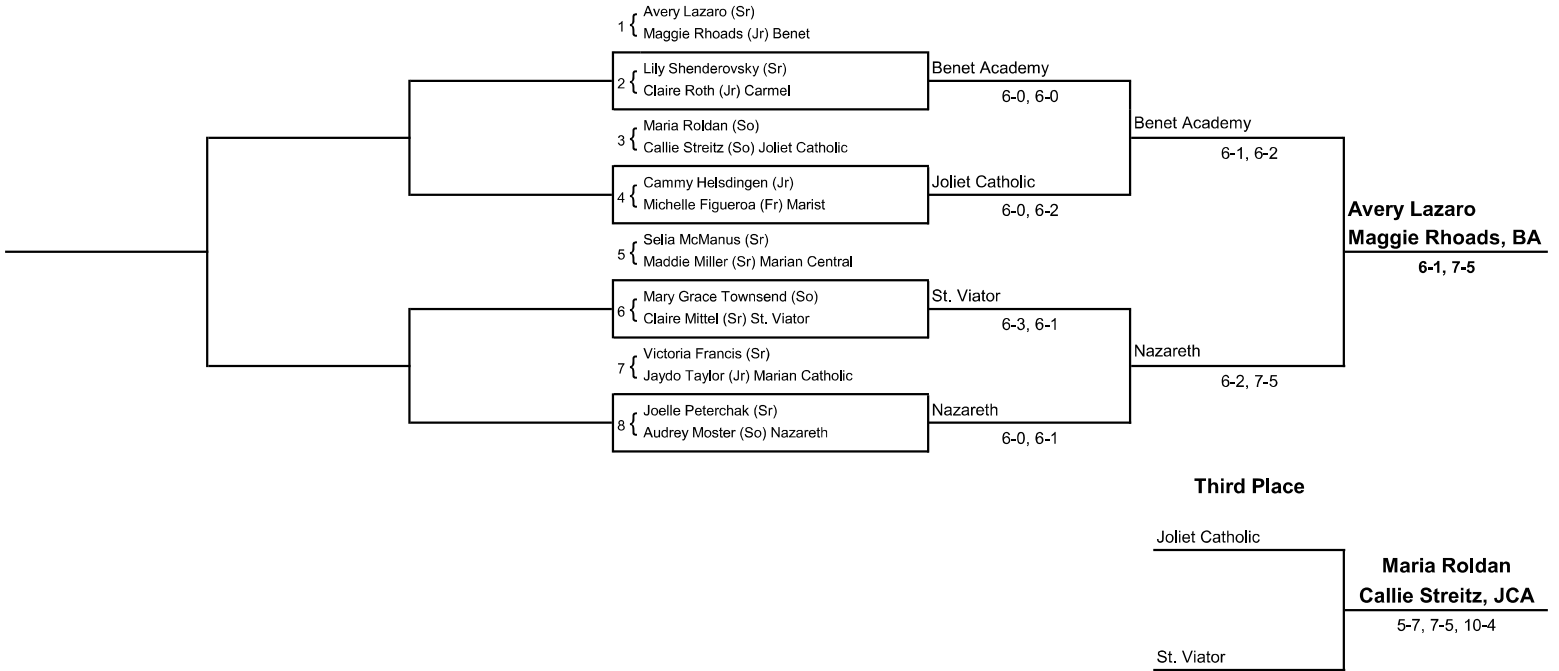 1 { Avery Lazaro (Sr)
Maggie Rhoads (Jr) Benet
2 { Lily Shenderovsky (Sr)
Claire Roth (Jr) Carmel
3 { Maria Roldan (So)
Callie Streitz (So) Joliet Catholic
4 { Cammy Helsdingen (Jr)
Michelle Figueroa (Fr) Marist
5 { Selia McManus (Sr)
Maddie Miller (Sr) Marian Central
6 { Mary Grace Townsend (So)
Claire Mittel (Sr) St. Viator
7 { Victoria Francis (Sr)
Jaydo Taylor (Jr) Marian Catholic
8 { Joelle Peterchak (Sr)
Audrey Moster (So) Nazareth
Benet Academy
6-0, 6-0
Joliet Catholic
6-0, 6-2
St. Viator
6-3, 6-1
Nazareth
6-0, 6-1
Benet Academy
6-1, 6-2
Nazareth
6-2, 7-5
Avery Lazaro
Maggie Rhoads, BA
6-1, 7-5
Third Place
Joliet Catholic
St. Viator
Maria Roldan
Callie Streitz, JCA
5-7, 7-5, 10-4